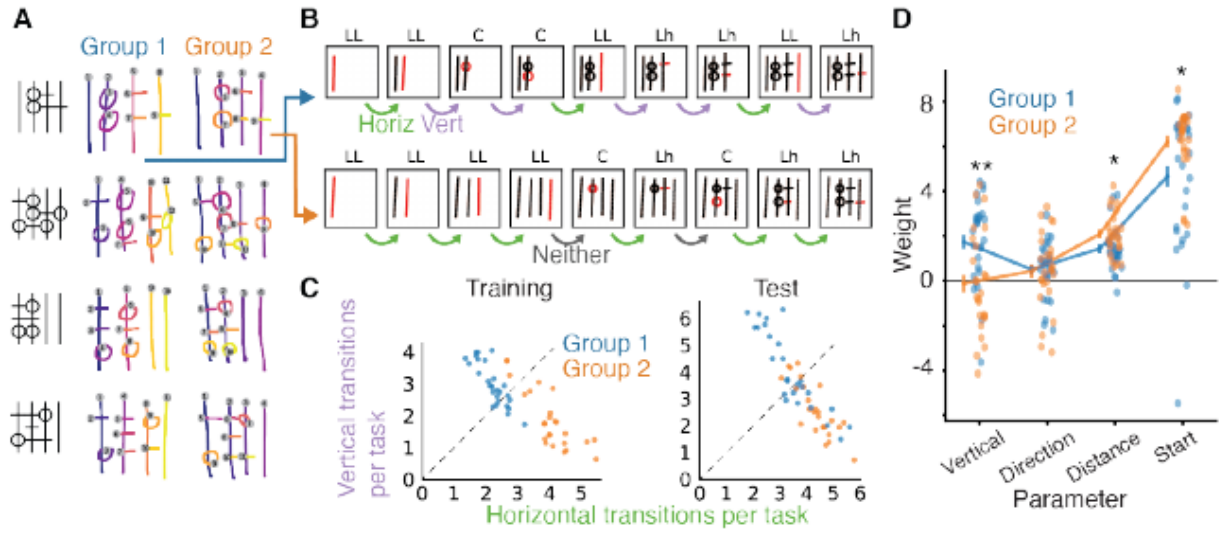 A
Group 1 Group 2
B
LL LL C C LL Lh Lh LL Lh
Horiz Vert
LL LL LL LL C Lh C Lh Lh
Neither
C
Training Test
Vertical transitions
per task
4
3
2
1
0
0 1 2 3 4 5
Group 1
Group 2
6
5
4
3
2
1
0
0 1 2 3 4 5 6
Horizontal transitions per task
D
Weight
8
4
0
-4
Group 1
Group 2
**
*
*
Vertical Direction Distance Start
Parameter